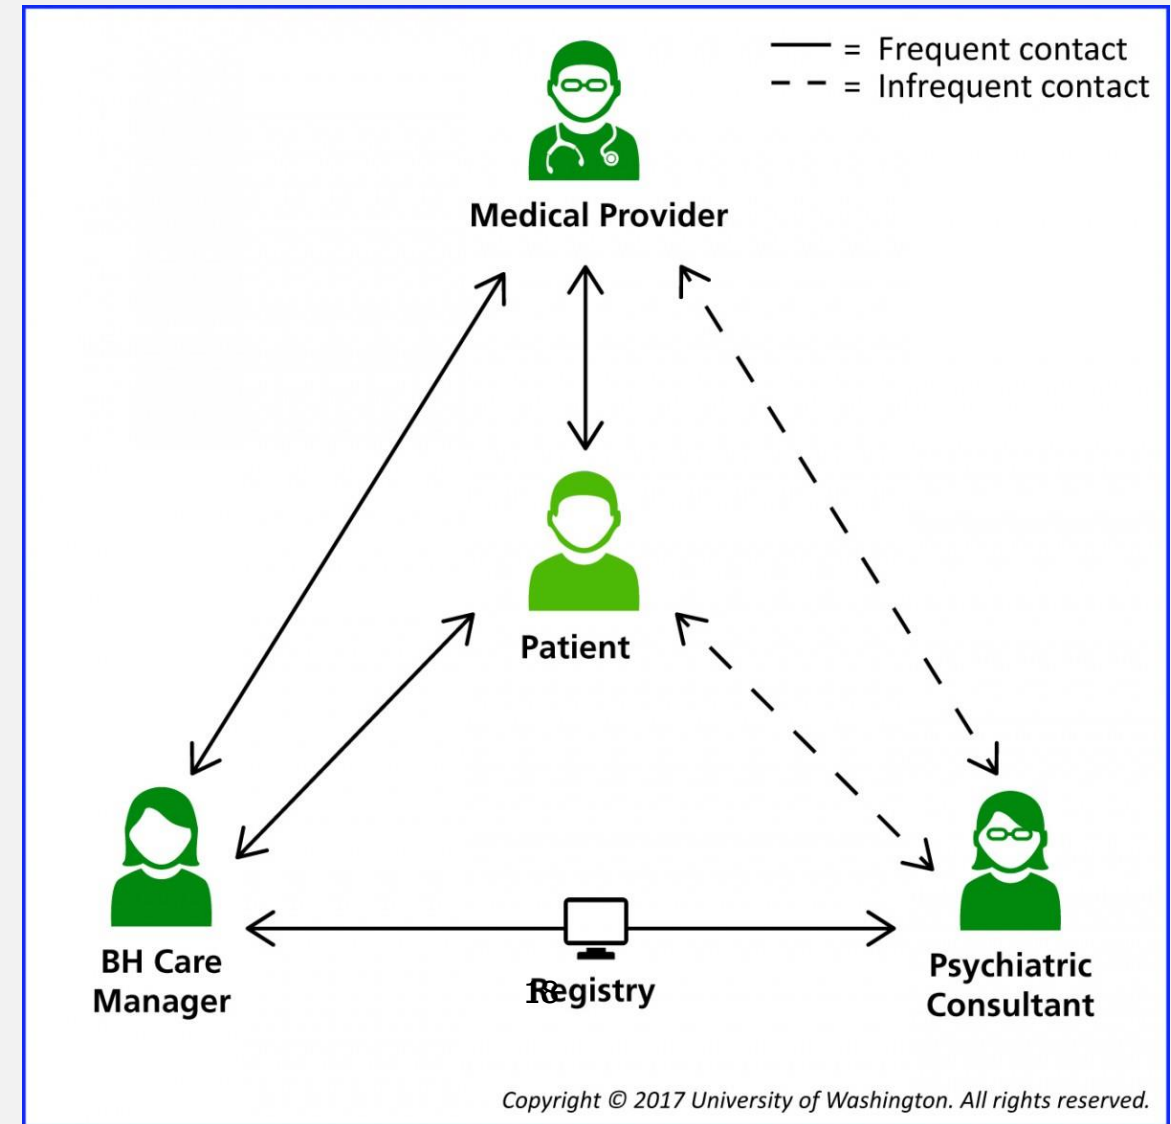 = Frequent contact
= Infrequent contact
Medical Provider
Patient
BH Care
Manager
Registry
18
Psychiatric
Consultant
Copyright © 2017 University of Washington. All rights reserved.